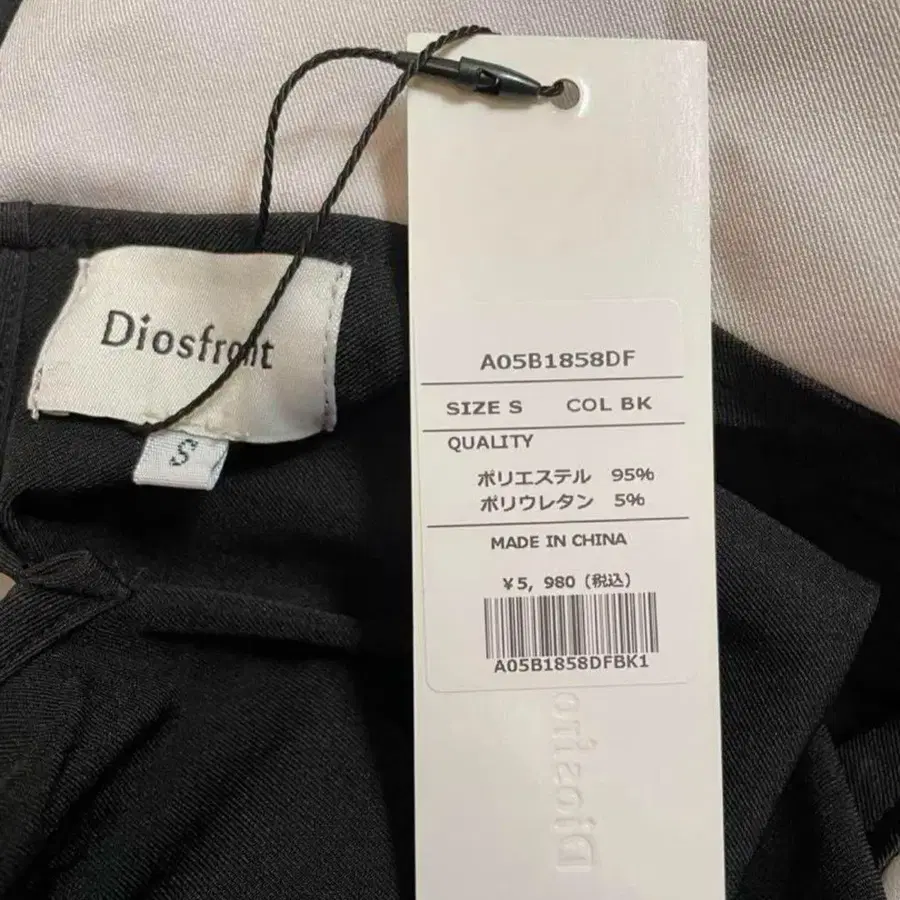 Diosfront
S
A05B1858DF
SIZE S COL BK
QUALITY
ポリエステル 95%
ポリウレタン 5%
MADE IN CHINA
¥5, 980 (税込)
A05B1858DFBK1
Diosfro